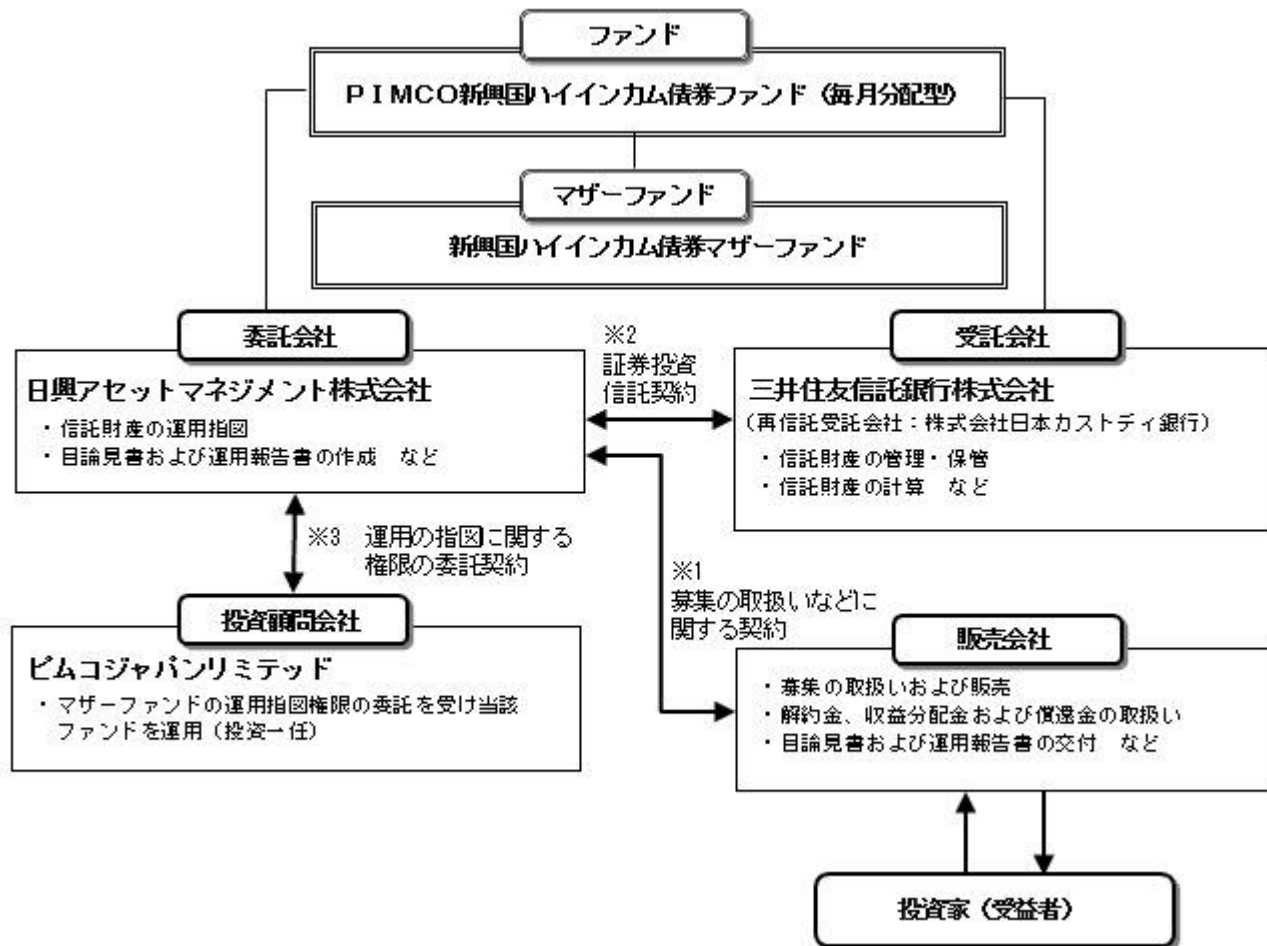 ファンド
PIMCO新興国ハイインカム債券ファンド（毎月分配型）
マザーファンド
新興国ハイインカム債券マザーファンド
委託会社
日興アセットマネジメント株式会社
・信託財産の運用指図
・目論見書および運用報告書の作成　など
※2
証券投資
信託契約
受託会社
三井住友信託銀行株式会社
（再信託受託会社：株式会社日本カストディ銀行）
・信託財産の管理・保管
・信託財産の計算　など
※3　運用の指図に関する
権限の委託契約
※1
募集の取扱いなどに
関する契約
投資顧問会社
ピムコジャパンリミテッド
・マザーファンドの運用指図権限の委託を受け当該
ファンドを運用（投資一任）
販売会社
・募集の取扱いおよび販売
・解約金、収益分配金および償還金の取扱い
・目論見書および運用報告書の交付　など
投資家（受益者）